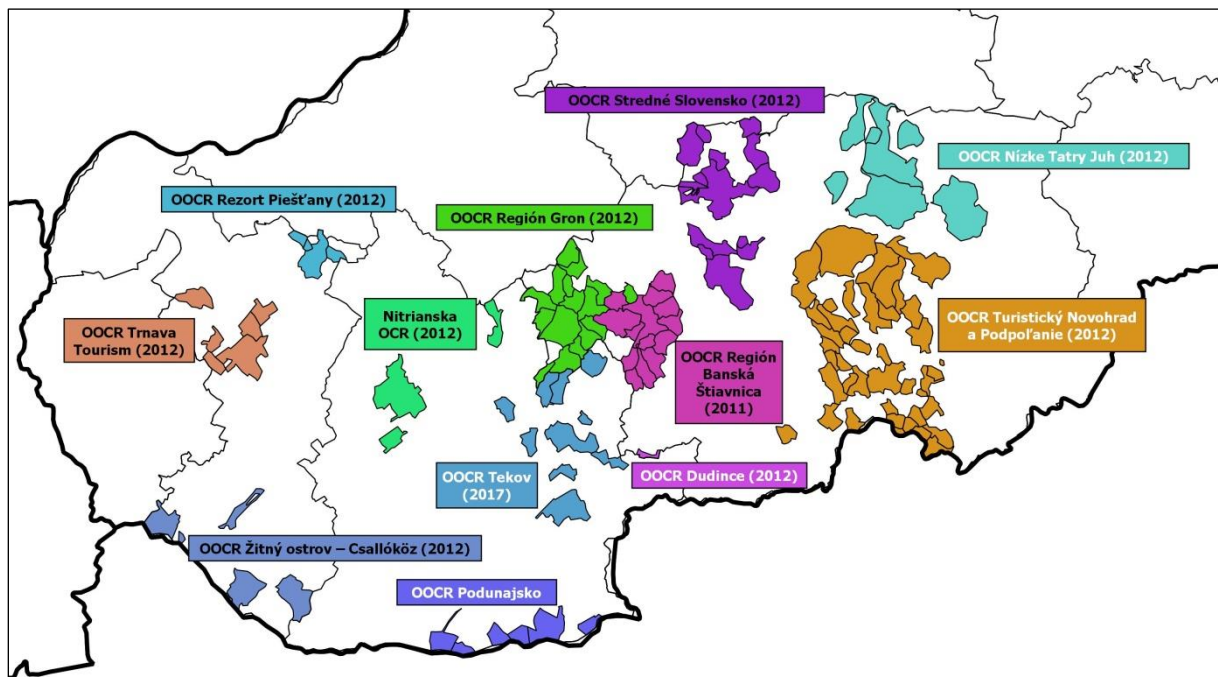 OOCR Stredné Slovensko (2012)
OOCR Nízke Tatry Juh (2012)
OOCR Rezort Piešťany (2012)
OOCR Región Gron (2012)
OOCR Trnava
Tourism (2012)
Nitrianska
OCR (2012)
OOCR Turistický Novohrad
a Podpoľanie (2012)
OOCR Región
Banská
Štiavnica
(2011)
OOCR Tekov
(2017)
OOCR Dudince (2012)
OOCR Žitný ostrov – Csallóköz (2012)
OOCR Podunajsko